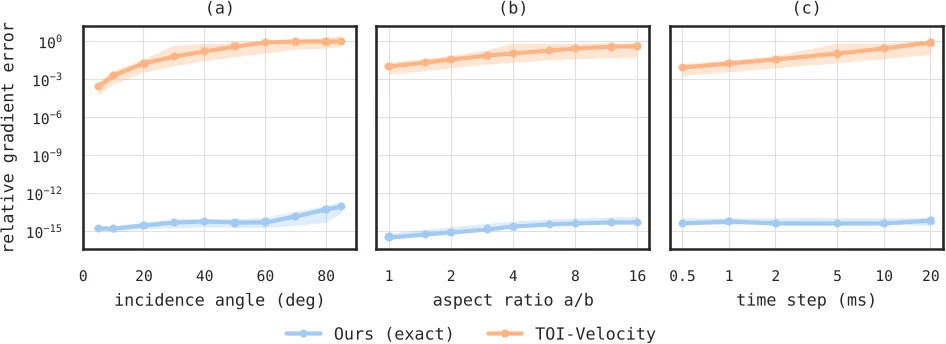 (a) (b) (c)
relative gradient error
10⁰
10⁻³
10⁻⁶
10⁻⁹
10⁻¹²
10⁻¹⁵
0 20 40 60 80
1 2 4 8 16
0.5 1 2 5 10 20
incidence angle (deg) aspect ratio a/b time step (ms)
Ours (exact) TOI-Velocity